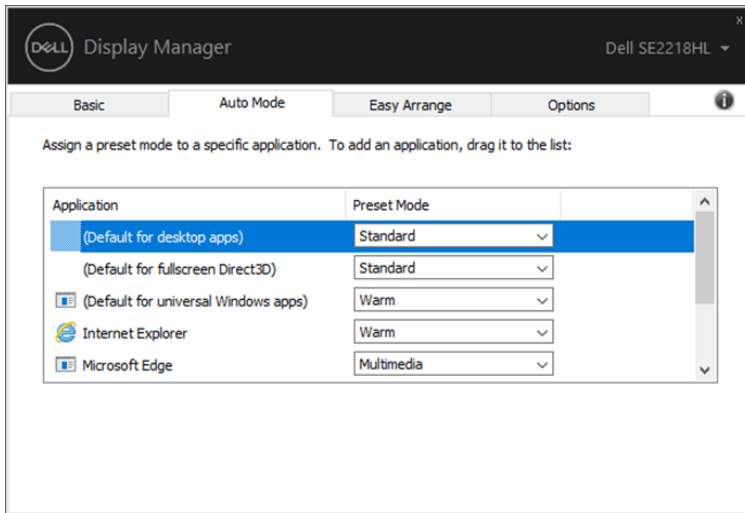 x
DELL Display Manager Dell SE2218HL
Basic Auto Mode Easy Arrange Options i
Assign a preset mode to a specific application. To add an application, drag it to the list:
Application Preset Mode
(Default for desktop apps) Standard
(Default for fullscreen Direct3D) Standard
(Default for universal Windows apps) Warm
Internet Explorer Warm
Microsoft Edge Multimedia